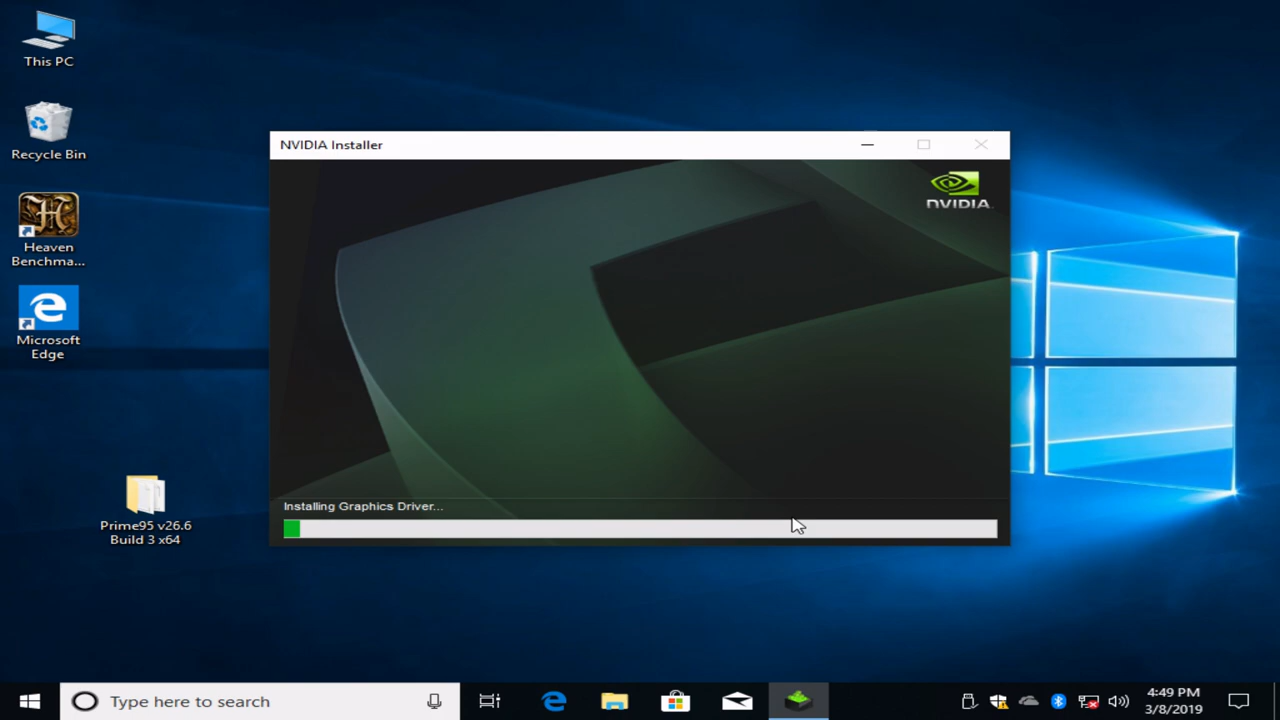 This PC
Recycle Bin
Heaven
Benchma...
Microsoft
Edge
Prime95 v26.6
Build 3 x64
NVIDIA Installer
NVIDIA.
Installing Graphics Driver...
Type here to search
4:49 PM
3/8/2019